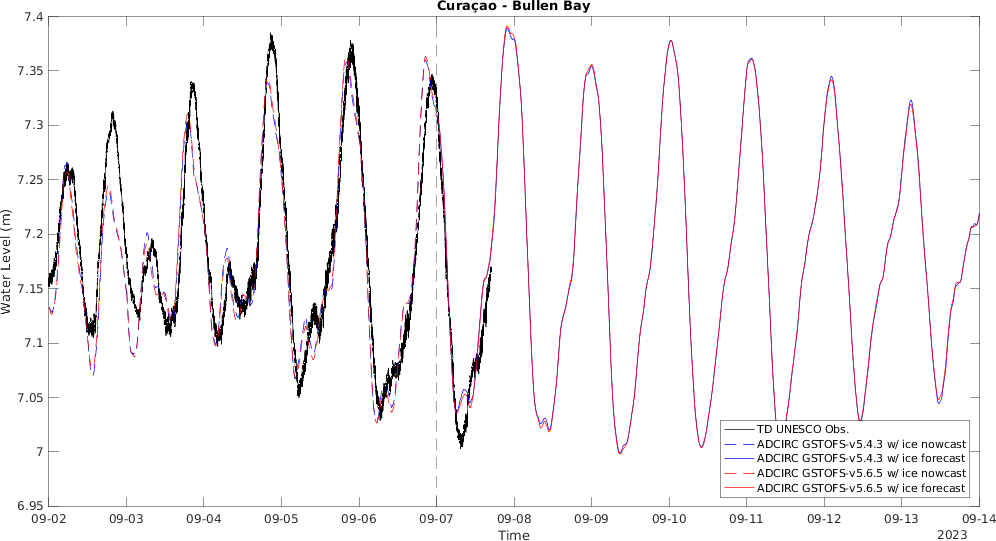 Curaçao - Bullen Bay
7.4
7.35
7.3
7.25
7.2
7.15
7.1
7.05
7
6.95
Water Level (m)
TD UNESCO Obs.
ADCIRC GSTOFS-v5.4.3 w/ ice nowcast
ADCIRC GSTOFS-v5.4.3 w/ ice forecast
ADCIRC GSTOFS-v5.6.5 w/ ice nowcast
ADCIRC GSTOFS-v5.6.5 w/ ice forecast
09-02 09-03 09-04 09-05 09-06 09-07 09-08 09-09 09-10 09-11 09-12 09-13 09-14
Time
2023